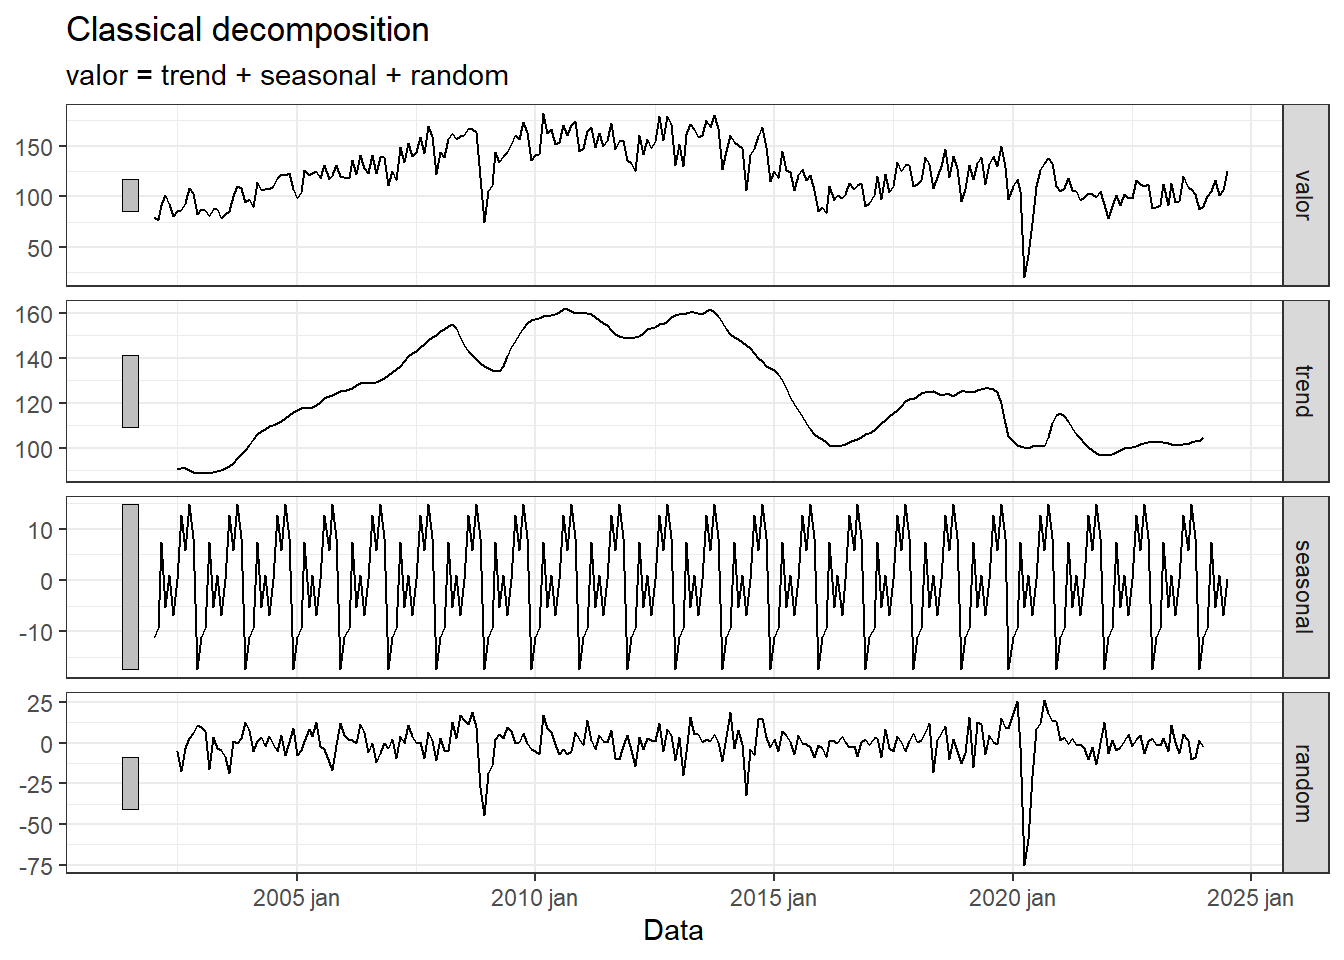 Classical decomposition
valor = trend + seasonal + random
150
100
50
valor
160
140
120
100
trend
10
0
-10
seasonal
25
0
-25
-50
-75
random
2005 jan
2010 jan
2015 jan
2020 jan
2025 jan
Data